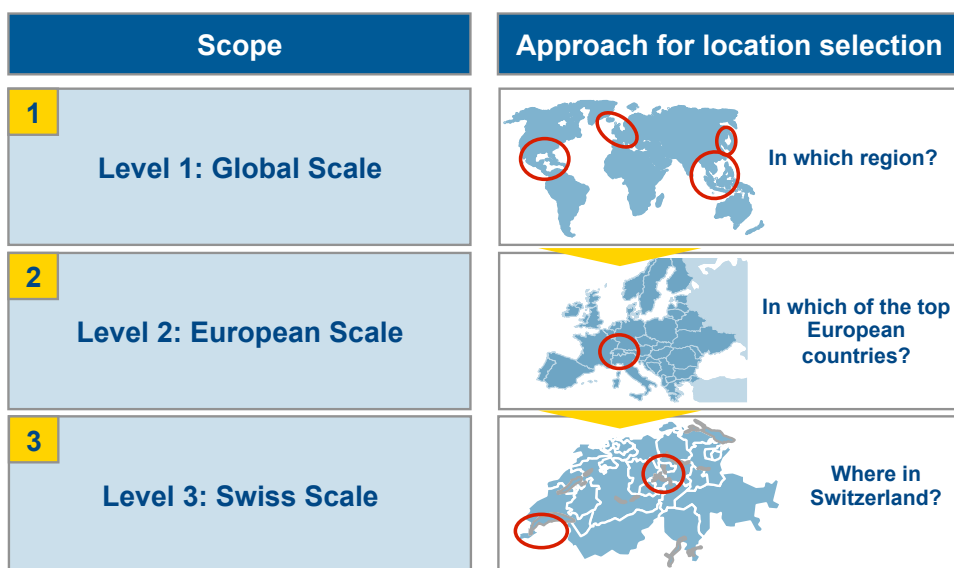 Scope
Approach for location selection
1
Level 1: Global Scale
In which region?
2
Level 2: European Scale
In which of the top
European
countries?
3
Level 3: Swiss Scale
Where in
Switzerland?